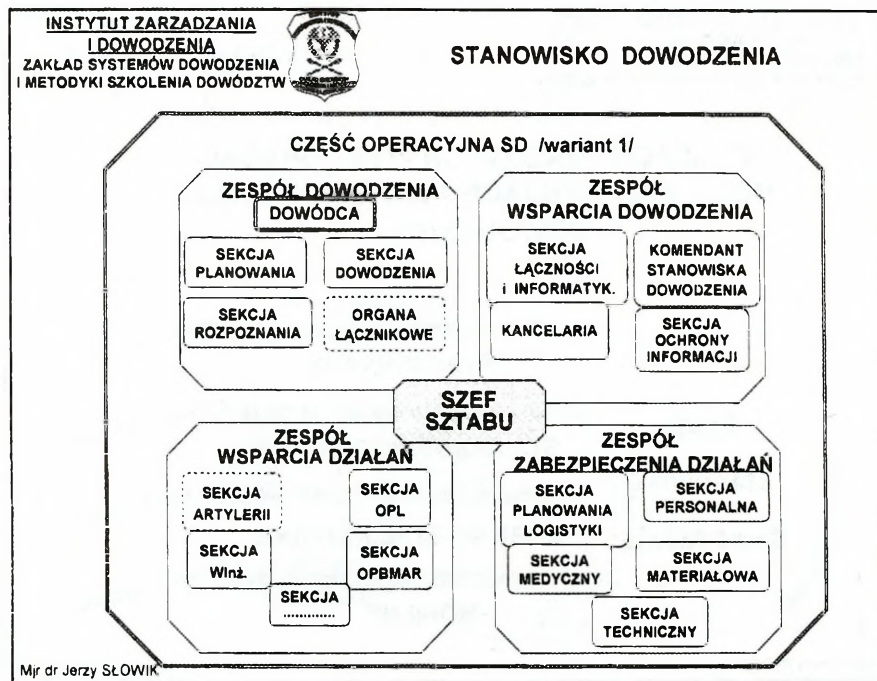 INSTYTUT ZARZADZANIA
I DOWODZENIA
ZAKŁAD SYSTEMÓW DOWODZENIA
I METODYKI SZKOLENIA DOWÓDZTW
STANOWISKO DOWODZENIA
CZĘŚĆ OPERACYJNA SD /wariant 1/
ZESPÓŁ DOWODZENIA
DOWÓDCA
SEKCJA
PLANOWANIA
SEKCJA
DOWODZENIA
SEKCJA
ROZPOZNANIA
ORGANA
ŁĄCZNIKOWE
ZESPÓŁ
WSPARCIA DOWODZENIA
SEKCJA
ŁĄCZNOŚCI
i INFORMATYK.
KOMENDANT
STANOWISKA
DOWODZENIA
KANCELARIA
SEKCJA
OCHRONY
INFORMACJI
SZEF
SZTABU
ZESPÓŁ
WSPARCIA DZIAŁAŃ
SEKCJA
ARTYLERII
SEKCJA
OPL
SEKCJA
WInż.
SEKCJA
OPBMAR
SEKCJA
..............
ZESPÓŁ
ZABEZPIECZENIA DZIAŁAŃ
SEKCJA
PLANOWANIA
LOGISTYKI
SEKCJA
PERSONALNA
SEKCJA
MEDYCZNY
SEKCJA
MATERIAŁOWA
SEKCJA
TECHNICZNY
Mjr dr Jerzy SŁOWIK